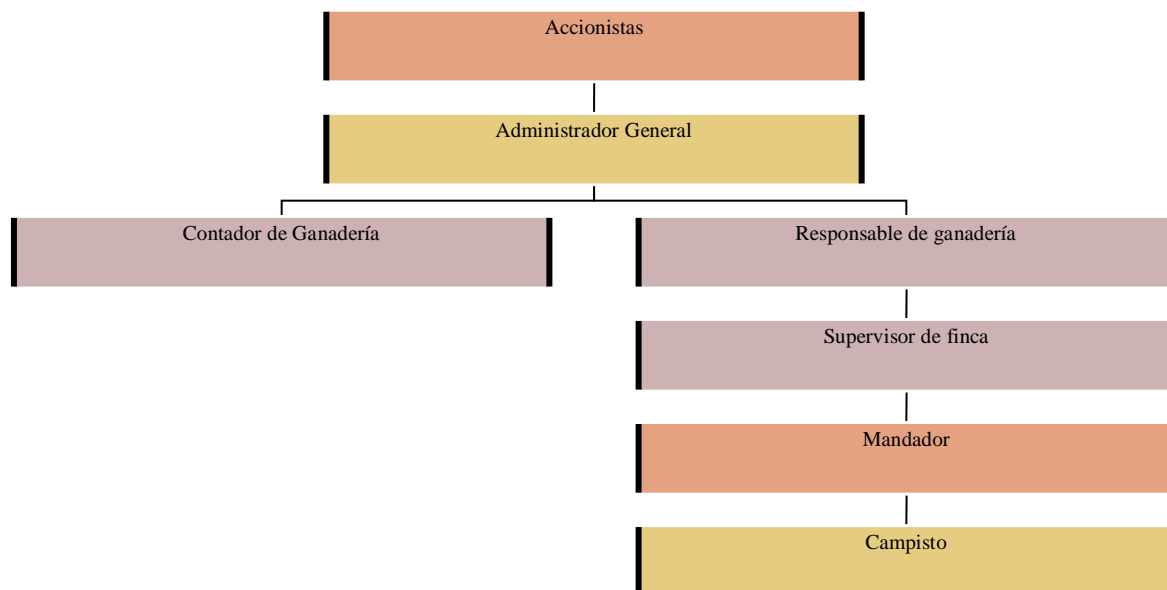 Accionistas
Administrador General
Contador de Ganadería
Responsable de ganadería
Supervisor de finca
Mandador
Campisto